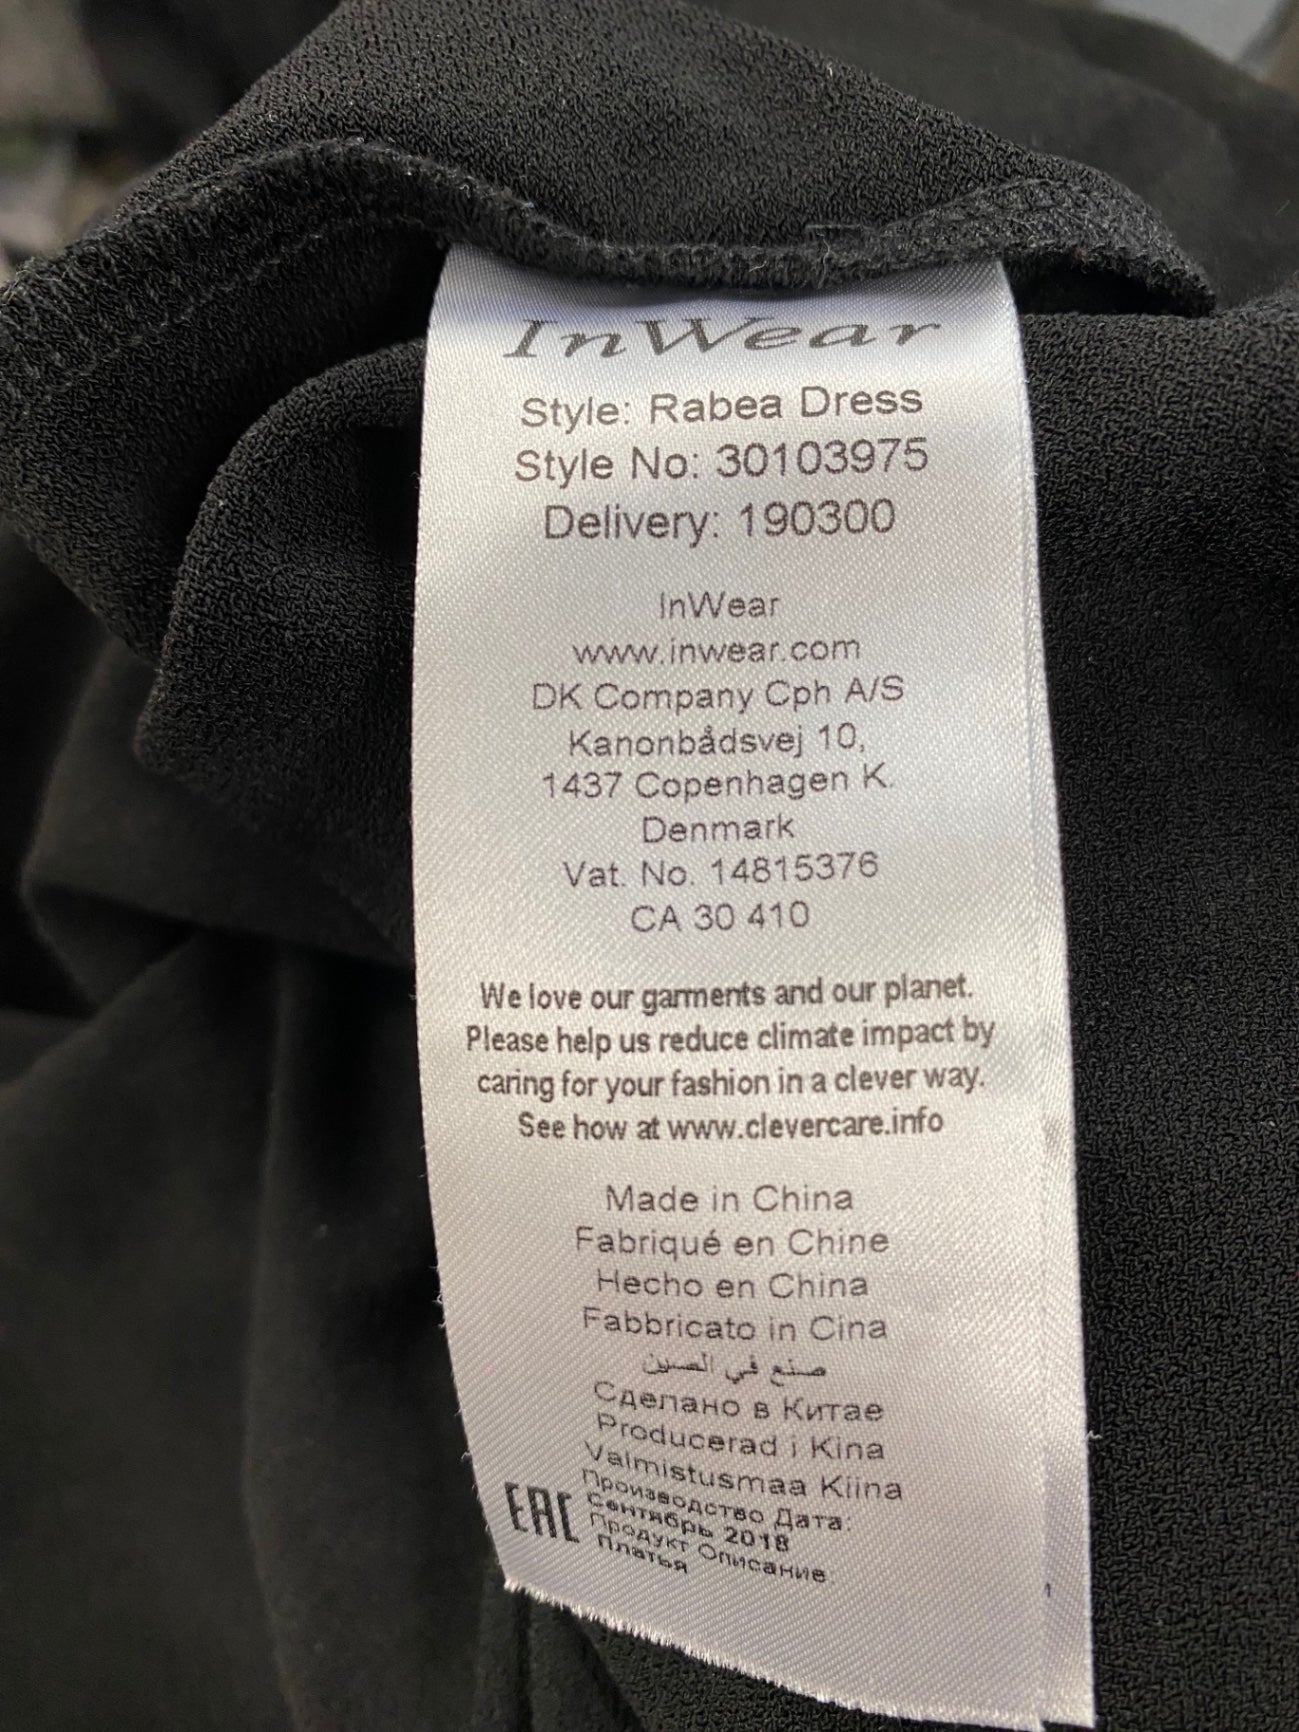 InWear
Style: Rabea Dress
Style No: 30103975
Delivery: 190300
InWear
www.inwear.com
DK Company Cph A/S
Kanonbådsvej 10,
1437 Copenhagen K.
Denmark
Vat. No. 14815376
CA 30 410
We love our garments and our planet.
Please help us reduce climate impact by
caring for your fashion in a clever way.
See how at www.clevercare.info
Made in China
Fabriqué en Chine
Hecho en China
Fabbricato in Cina
صنع في الصين
Сделано в Китае
Producerad i Kina
Valmistusmaa Kiina
EAC
Производство Дата:
Сентябрь 2018
Продукт Описание:
Платья